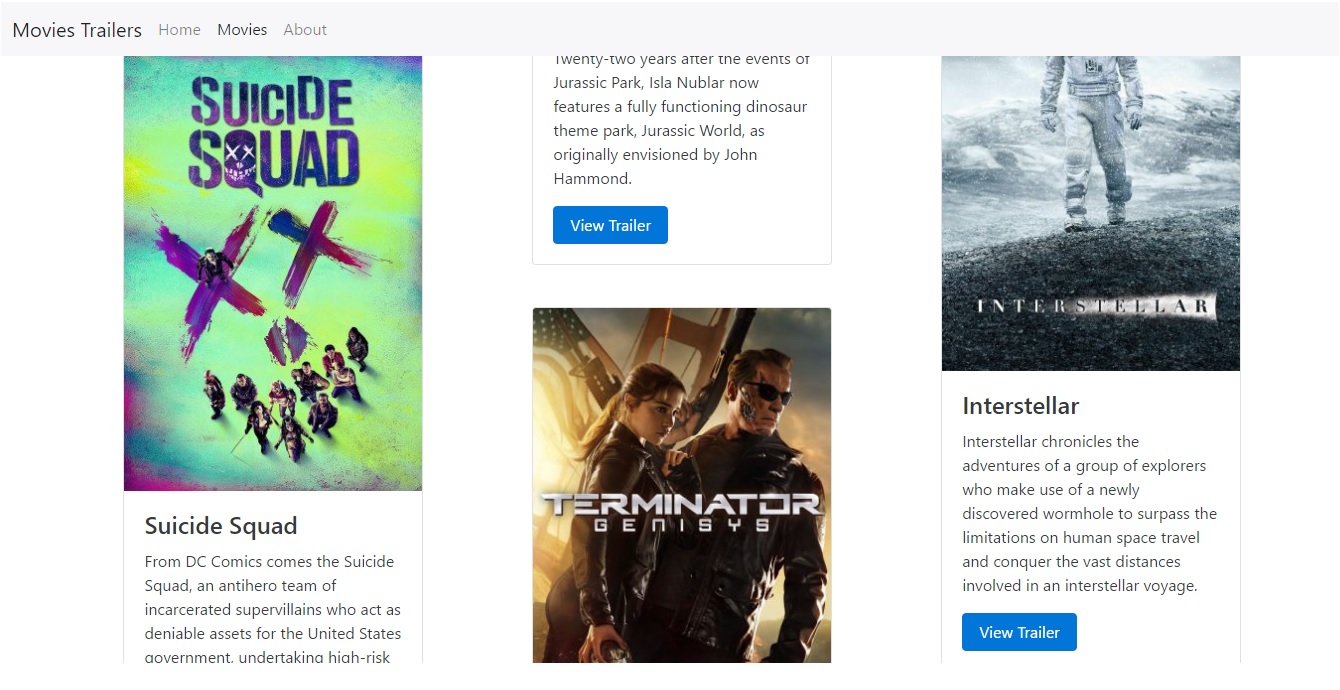 Movies Trailers Home Movies About
SUICIDE
SQUAD
Suicide Squad
From DC Comics comes the Suicide
Squad, an antihero team of
incarcerated supervillains who act as
deniable assets for the United States
government, undertaking high-risk
Twenty-two years after the events of
Jurassic Park, Isla Nublar now
features a fully functioning dinosaur
theme park, Jurassic World, as
originally envisioned by John
Hammond.
View Trailer
TERMINATOR
GENISYS
INTERSTELLAR
Interstellar
Interstellar chronicles the
adventures of a group of explorers
who make use of a newly
discovered wormhole to surpass the
limitations on human space travel
and conquer the vast distances
involved in an interstellar voyage.
View Trailer